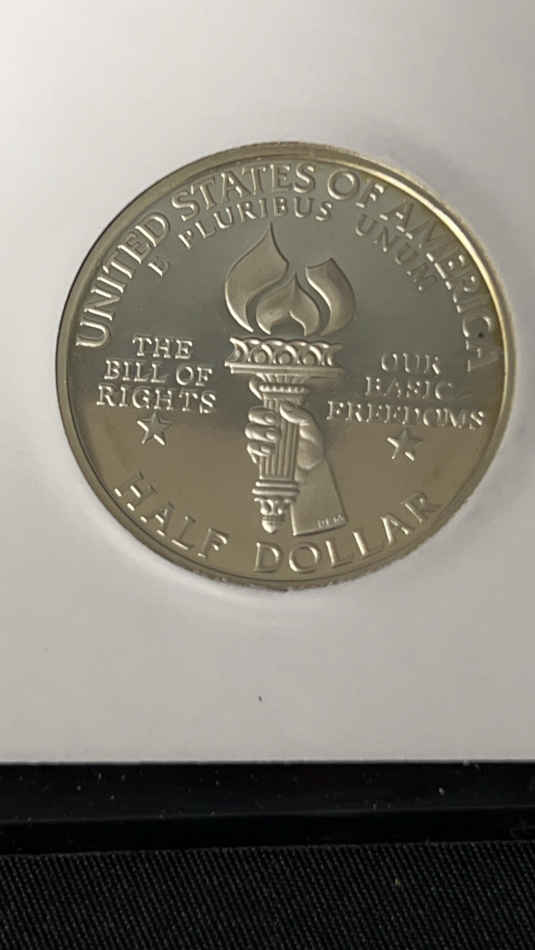 UNITED STATES OF AMERICA
E PLURIBUS UNUM
THE
BILL OF
RIGHTS
OUR
BASIC
FREEDOMS
HALF DOLLAR